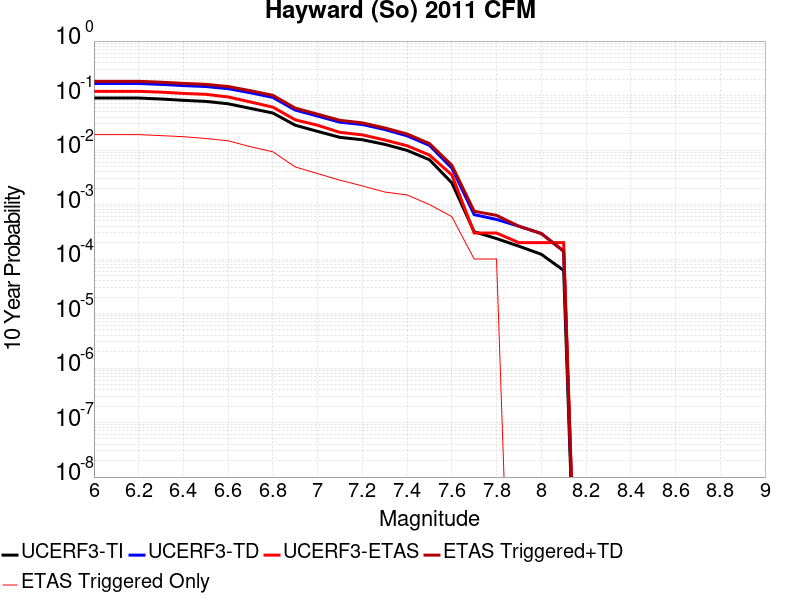 Hayward (So) 2011 CFM
10 Year Probability
10^0
10^-1
10^-2
10^-3
10^-4
10^-5
10^-6
10^-7
10^-8
6 6.2 6.4 6.6 6.8 7 7.2 7.4 7.6 7.8 8 8.2 8.4 8.6 8.8 9
Magnitude
UCERF3-TI UCERF3-TD UCERF3-ETAS ETAS Triggered+TD
ETAS Triggered Only